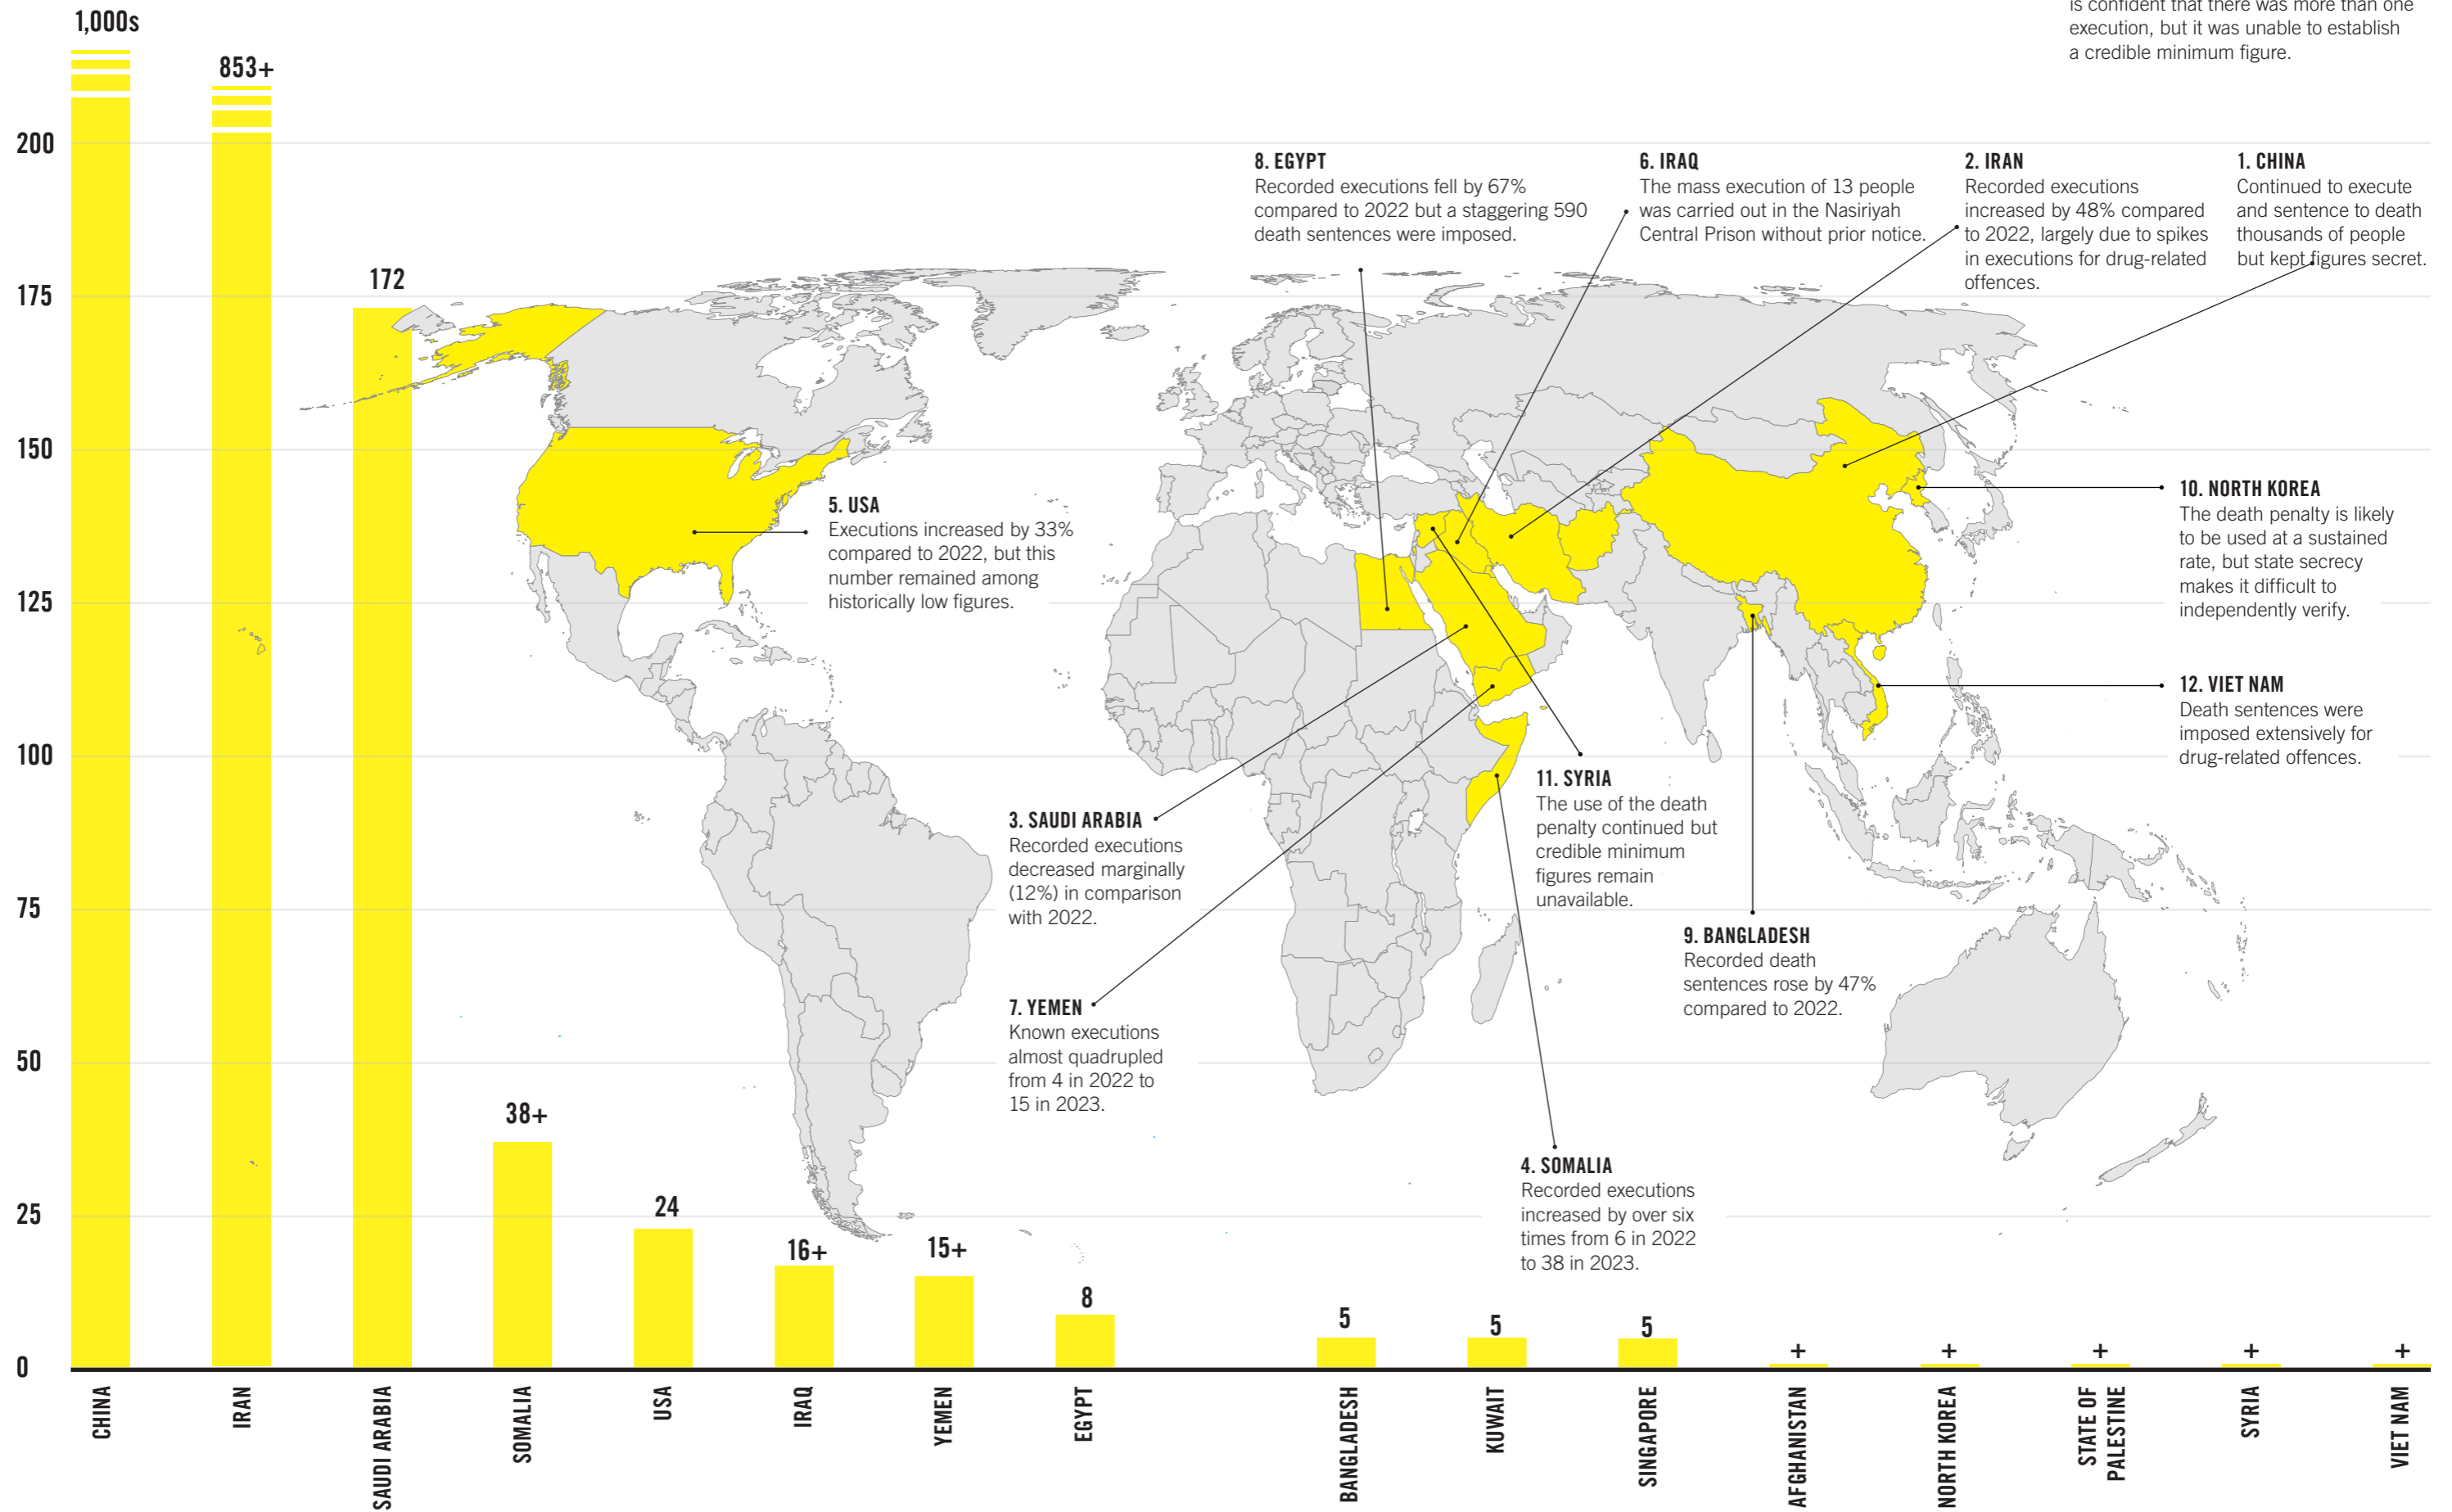 is confident that there was more than one
execution, but it was unable to establish
a credible minimum figure.
1,000s
853+
200
8. EGYPT
Recorded executions fell by 67%
compared to 2022 but a staggering 590
death sentences were imposed.
6. IRAQ
The mass execution of 13 people
was carried out in the Nasiriyah
Central Prison without prior notice.
2. IRAN
Recorded executions
increased by 48% compared
to 2022, largely due to spikes
in executions for drug-related
offences.
1. CHINA
Continued to execute
and sentence to death
thousands of people
but kept figures secret.
172
175
150
5. USA
Executions increased by 33%
compared to 2022, but this
number remained among
historically low figures.
10. NORTH KOREA
The death penalty is likely
to be used at a sustained
rate, but state secrecy
makes it difficult to
independently verify.
125
12. VIET NAM
Death sentences were
imposed extensively for
drug-related offences.
100
3. SAUDI ARABIA
Recorded executions
decreased marginally
(12%) in comparison
with 2022.
11. SYRIA
The use of the death
penalty continued but
credible minimum
figures remain
unavailable.
75
9. BANGLADESH
Recorded death
sentences rose by 47%
compared to 2022.
7. YEMEN
Known executions
almost quadrupled
from 4 in 2022 to
15 in 2023.
50
38+
4. SOMALIA
Recorded executions
increased by over six
times from 6 in 2022
to 38 in 2023.
25
24
16+
15+
8
5
5
5
+
+
+
+
+
0
CHINA
IRAN
SAUDI ARABIA
SOMALIA
USA
IRAQ
YEMEN
EGYPT
BANGLADESH
KUWAIT
SINGAPORE
AFGHANISTAN
NORTH KOREA
STATE OF
PALESTINE
SYRIA
VIET NAM